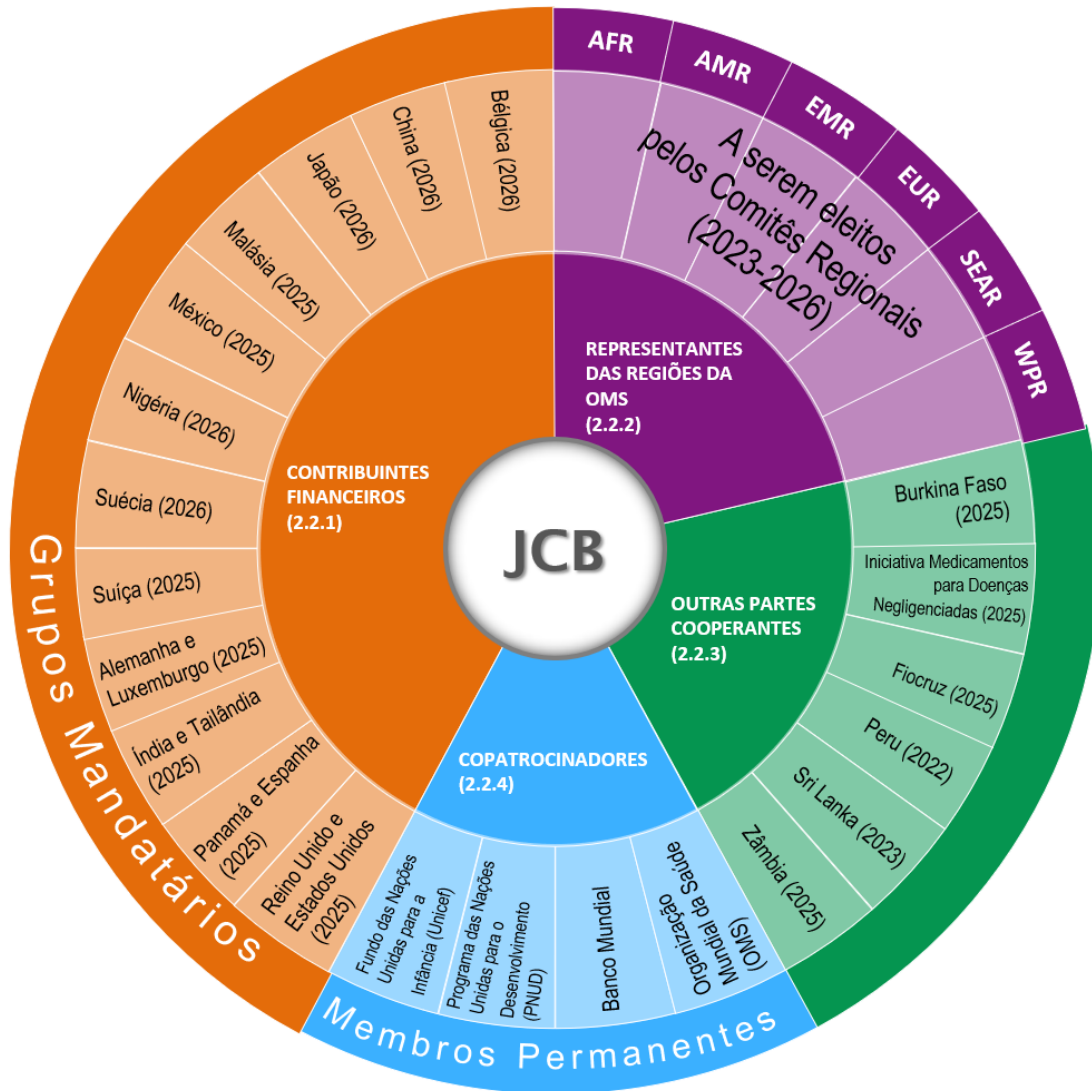 AFR
AMR
EMR
EUR
SEAR
WPR
A serem eleitos
pelos Comitês Regionais
(2023-2026)
REPRESENTANTES
DAS REGIÕES DA
OMS
(2.2.2)
Burkina Faso
(2025)
Iniciativa Medicamentos
para Doenças
Negligenciadas (2025)
Fiocruz (2025)
Peru (2022)
Sri Lanka (2023)
Zâmbia (2025)
OUTRAS PARTES
COOPERANTES
(2.2.3)
Organização
Mundial da Saúde
(OMS)
Banco Mundial
Programa das Nações
Unidas para o
Desenvolvimento
(PNUD)
Fundo das Nações
Unidas para a
Infância (Unicef)
COPATROCINADORES
(2.2.4)
Membros Permanentes
Reino Unido e
Estados Unidos
(2025)
Panamá e Espanha
(2025)
Índia e Tailândia
(2025)
Alemanha e
Luxemburgo (2025)
Suíça (2025)
Suécia (2026)
Nigéria (2026)
México (2025)
Malásia (2025)
Japão (2026)
China (2026)
Bélgica (2026)
CONTRIBUINTES
FINANCEIROS
(2.2.1)
Grupos Mandatários
JCB